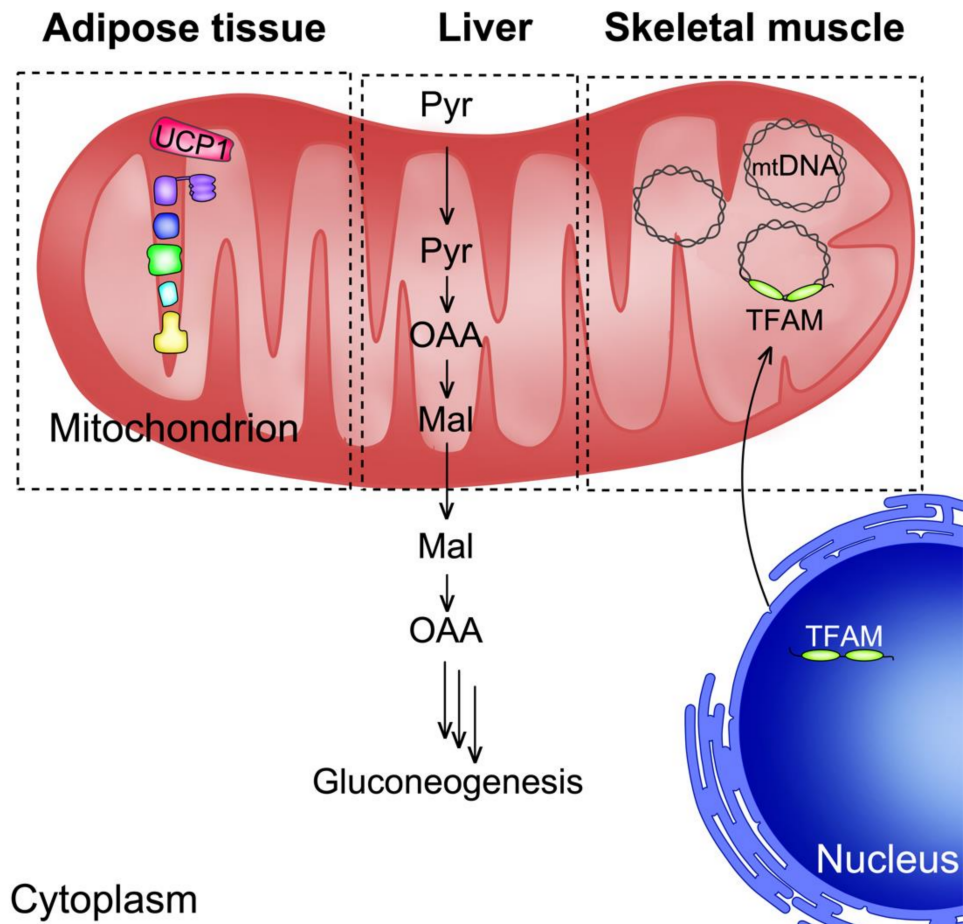 Adipose tissue
Liver
Skeletal muscle
Pyr
UCP1
mtDNA
Pyr
OAA
TFAM
Mal
Mitochondrion
Mal
OAA
TFAM
Gluconeogenesis
Nucleus
Cytoplasm